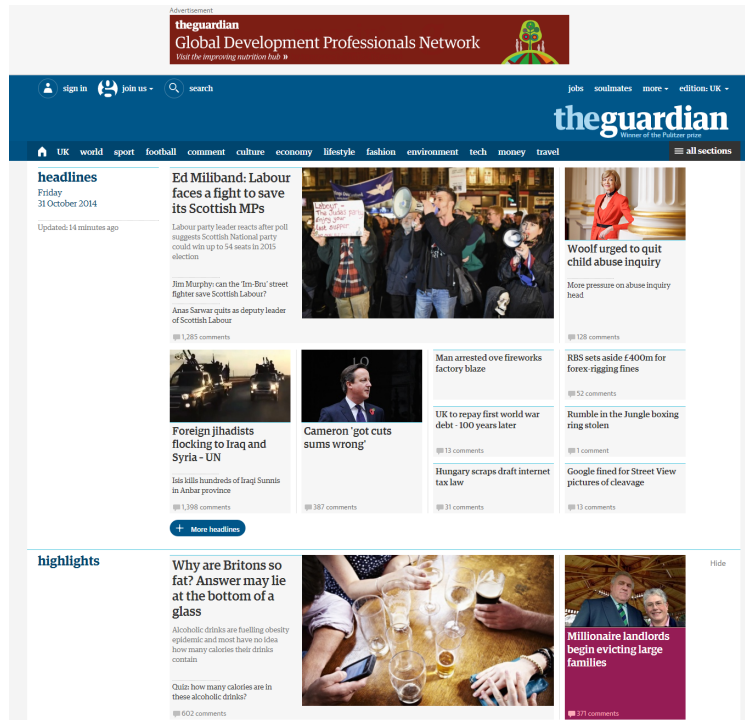 Advertisement
theguardian
Global Development Professionals Network
Visit the improving nutrition hub »
sign in
join us
search
jobs soulmates more edition: UK
theguardian
Winner of the Pulitzer prize
UK world sport football comment culture economy lifestyle fashion environment tech money travel
all sections
headlines
Friday
31 October 2014
Updated: 14 minutes ago
Ed Miliband: Labour
faces a fight to save
its Scottish MPs
Labour party leader reacts after poll
suggests Scottish National party
could win up to 54 seats in 2015
election
Jim Murphy: can the 'Irn-Bru' street
fighter save Scottish Labour?
Anas Sarwar quits as deputy leader
of Scottish Labour
1,285 comments
Woolf urged to quit
child abuse inquiry
More pressure on abuse inquiry
head
128 comments
Foreign jihadists
flocking to Iraq and
Syria – UN
Isis kills hundreds of Iraqi Sunnis
in Anbar province
1,398 comments
Cameron 'got cuts
sums wrong'
387 comments
Man arrested ove fireworks
factory blaze
UK to repay first world war
debt - 100 years later
13 comments
Hungary scraps draft internet
tax law
31 comments
RBS sets aside £400m for
forex-rigging fines
52 comments
Rumble in the Jungle boxing
ring stolen
1 comment
Google fined for Street View
pictures of cleavage
13 comments
+ More headlines
highlights
Hide
Why are Britons so
fat? Answer may lie
at the bottom of a
glass
Alcoholic drinks are fuelling obesity
epidemic and most have no idea
how many calories their drinks
contain
Quiz: how many calories are in
these alcoholic drinks?
602 comments
Millionaire landlords
begin evicting large
families
371 comments